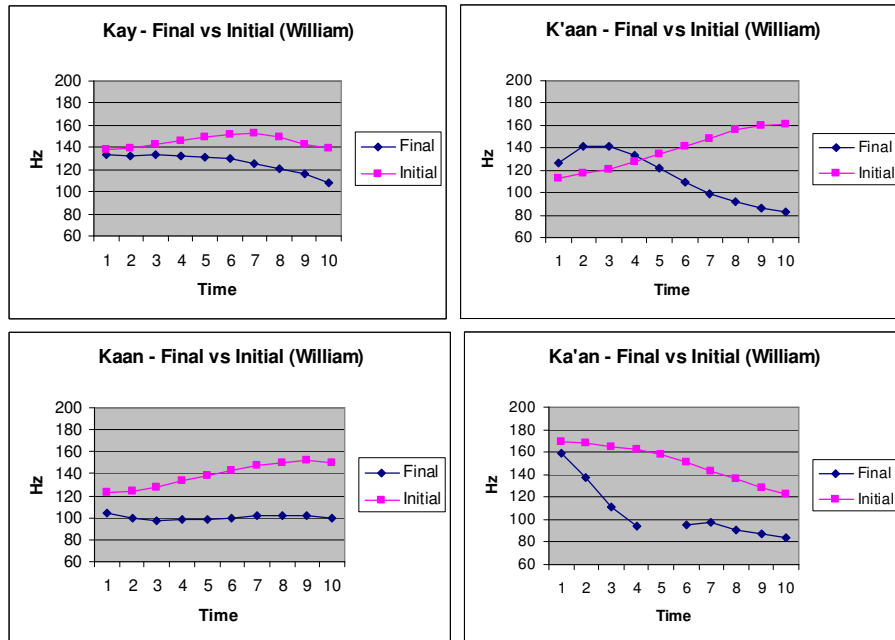 Kay - Final vs Initial (William)
200
180
160
140
120
100
80
60
Hz
1 2 3 4 5 6 7 8 9 10
Time
Final
Initial
K'aan - Final vs Initial (William)
200
180
160
140
120
100
80
60
Hz
1 2 3 4 5 6 7 8 9 10
Time
Final
Initial
Kaan - Final vs Initial (William)
200
180
160
140
120
100
80
60
Hz
1 2 3 4 5 6 7 8 9 10
Time
Final
Initial
Ka'an - Final vs Initial (William)
200
180
160
140
120
100
80
60
Hz
1 2 3 4 5 6 7 8 9 10
Time
Final
Initial